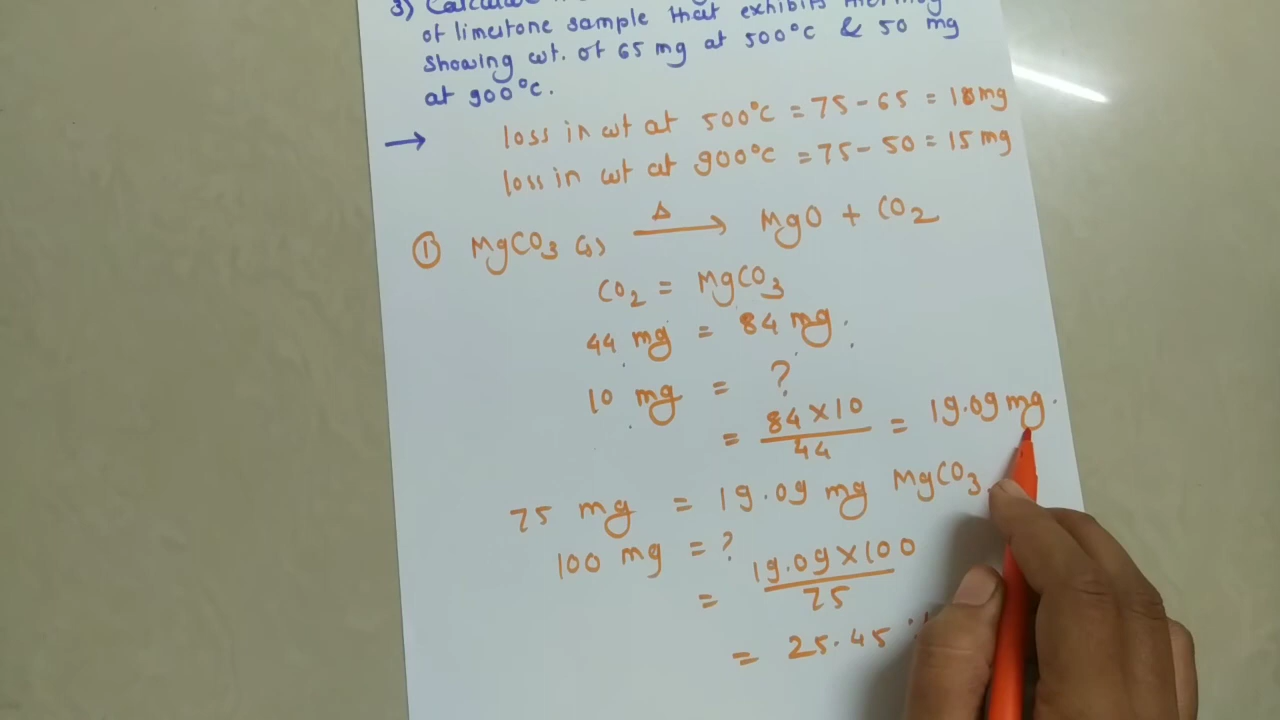 3) Calculate
of limestone sample that exhibits
showing wt. of 65 mg at 500°C & 50 mg
at 900°C.
→ loss in wt at 500°C = 75 - 65 = 10 mg
loss in wt at 900°C = 75 - 50 = 15 mg
① MgCO3 (s) Δ → MgO + CO2
CO2 = MgCO3
44 mg = 84 mg.
10 mg = ?
= 84 × 10 / 44 = 19.09 mg.
75 mg = 19.09 mg MgCO3.
100 mg = ?
= 19.09 × 100 / 75
= 25.45